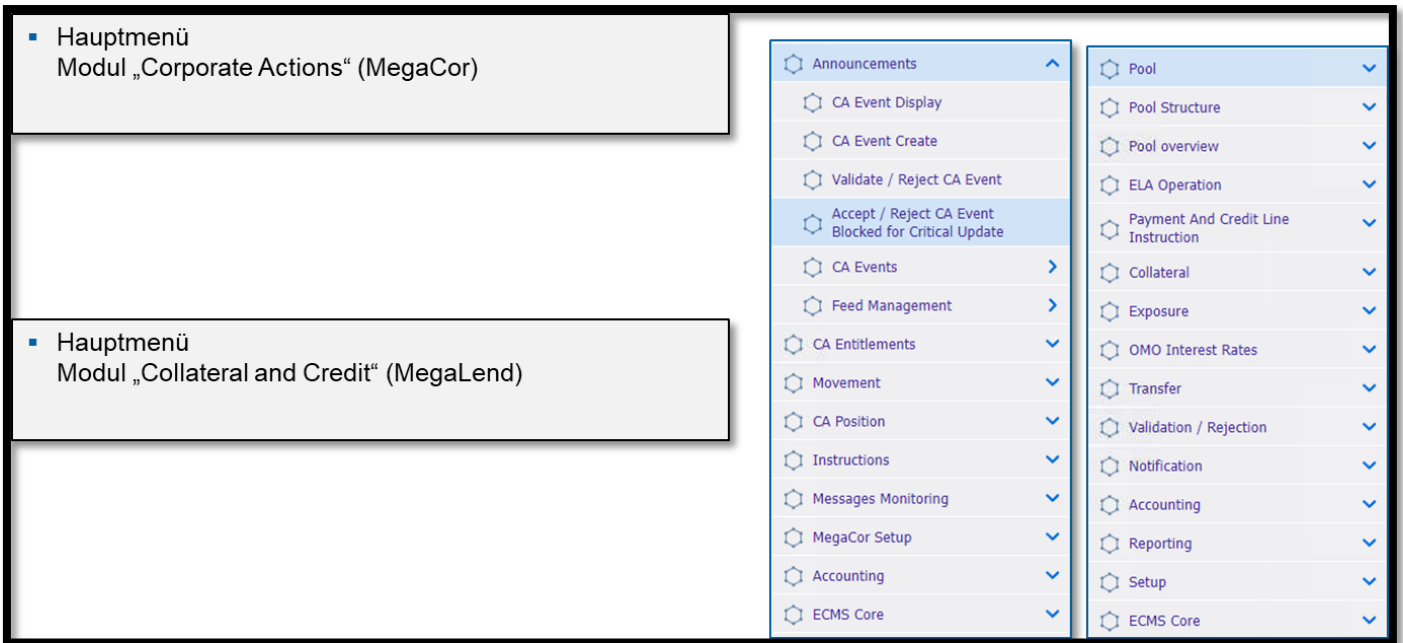 Hauptmenü
Modul „Corporate Actions“ (MegaCor)
Hauptmenü
Modul „Collateral and Credit“ (MegaLend)
Announcements
CA Event Display
CA Event Create
Validate / Reject CA Event
Accept / Reject CA Event
Blocked for Critical Update
CA Events
Feed Management
CA Entitlements
Movement
CA Position
Instructions
Messages Monitoring
MegaCor Setup
Accounting
ECMS Core
Pool
Pool Structure
Pool overview
ELA Operation
Payment And Credit Line
Instruction
Collateral
Exposure
OMO Interest Rates
Transfer
Validation / Rejection
Notification
Accounting
Reporting
Setup
ECMS Core